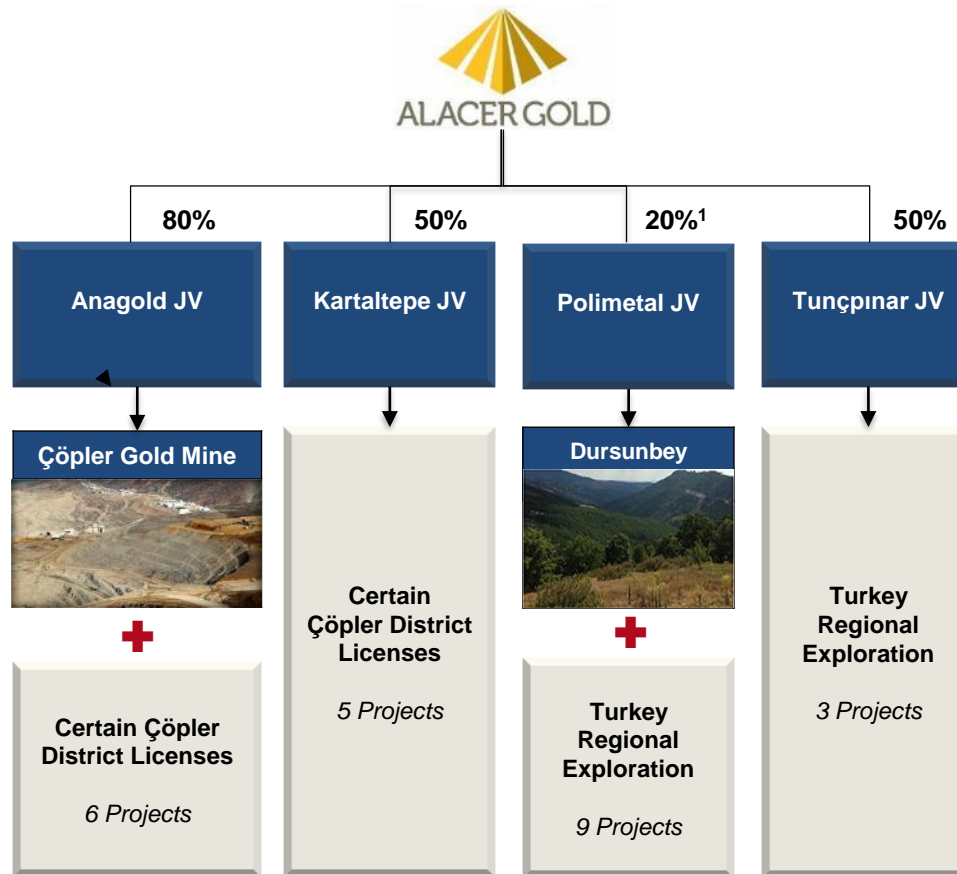 ALACER GOLD
80%
50%
20%¹
50%
Anagold JV
Kartaltepe JV
Polimetal JV
Tunçpınar JV
Çöpler Gold Mine
Dursunbey
Certain
Çöpler District
Licenses
5 Projects
Turkey
Regional
Exploration
3 Projects
Certain Çöpler
District Licenses
6 Projects
Turkey
Regional
Exploration
9 Projects